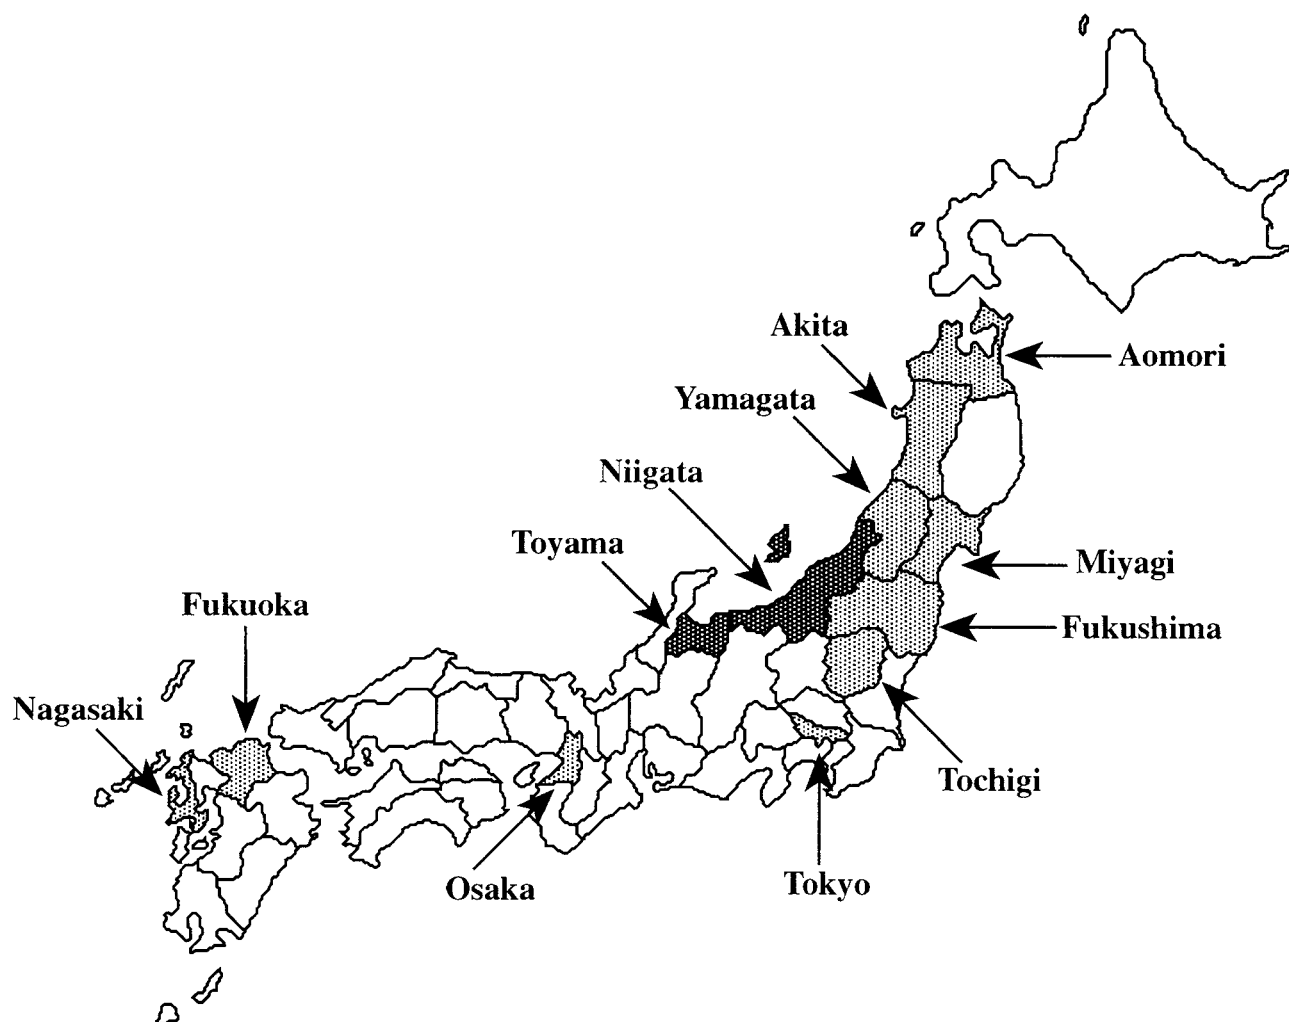 Akita
Aomori
Yamagata
Niigata
Toyama
Miyagi
Fukuoka
Fukushima
Nagasaki
Tochigi
Osaka
Tokyo